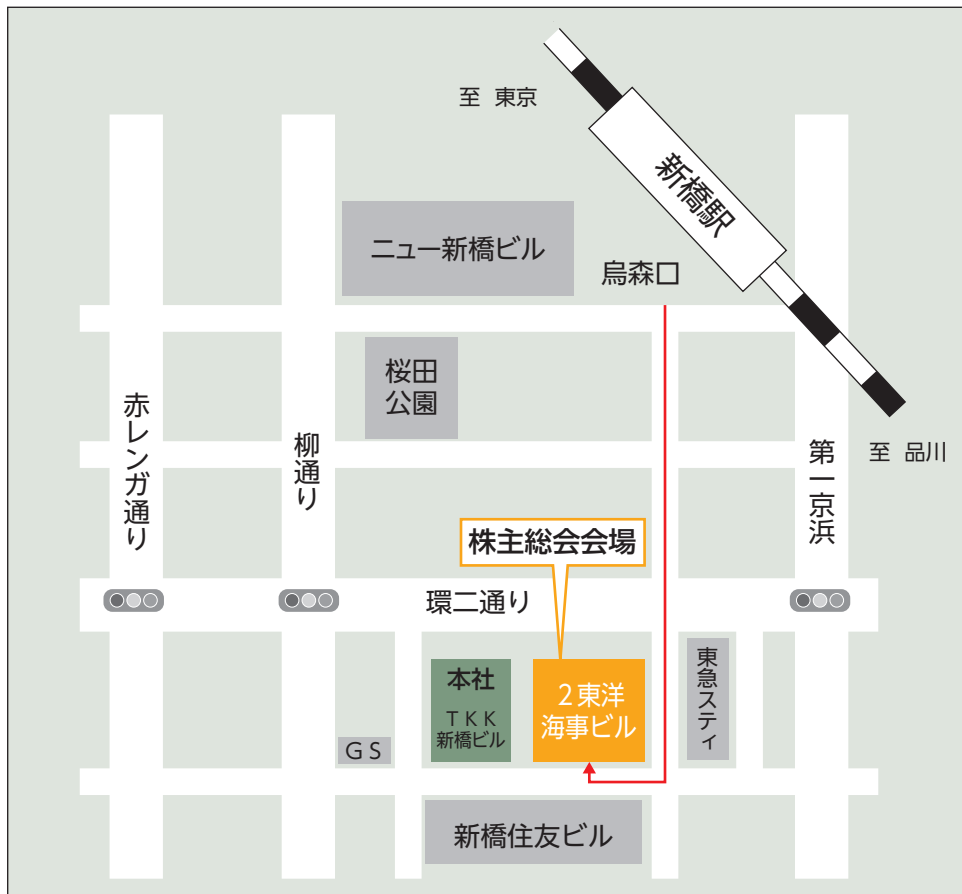 至 東京
新橋駅
ニュー新橋ビル
烏森口
桜田
公園
至 品川
赤レンガ通り
柳通り
第一京浜
株主総会会場
環二通り
本社
TKK
新橋ビル
2東洋
海事ビル
東急スティ
GS
新橋住友ビル